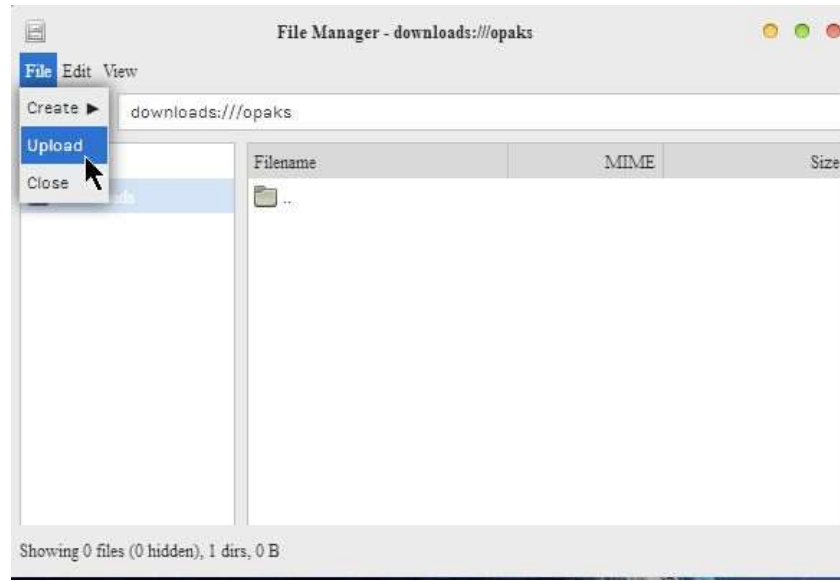 File Manager - downloads:///opaks
File Edit View
Create ▶
downloads:///opaks
Upload
Close
Filename MIME Size
..
Showing 0 files (0 hidden), 1 dirs, 0 B